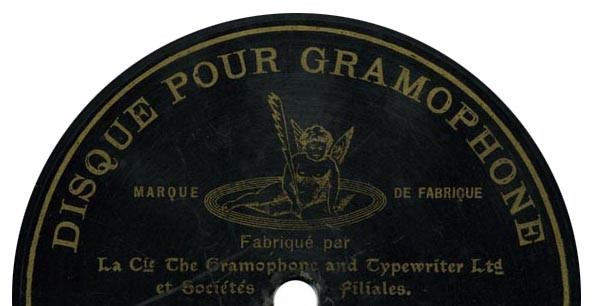 DISQUE POUR GRAMOPHONE
MARQUE DE FABRIQUE
Fabriqué par
La Cie The Gramophone and Typewriter Ltd
et Sociétés Filiales.